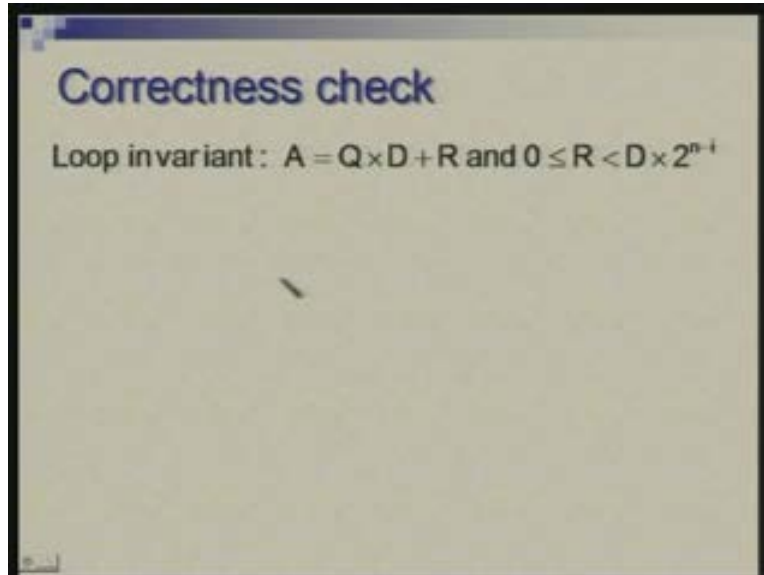 Correctness check
Loop invariant : A = Q × D + R and 0 ≤ R < D × 2ⁿ⁻ⁱ